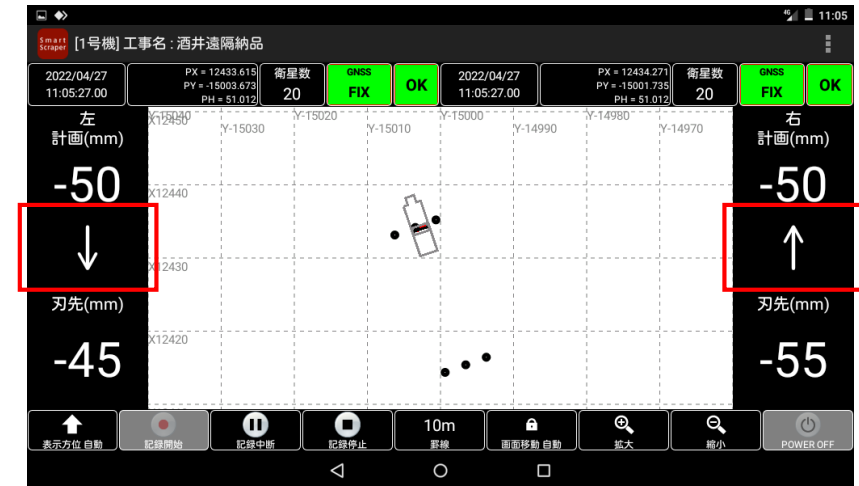 4G 11:05
Smart
Scraper
[1号機] 工事名 : 酒井遠隔納品
2022/04/27
11:05:27.00
PX = 12433.615
PY = -15003.673
PH = 51.012
衛星数
20
GNSS
FIX
OK
2022/04/27
11:05:27.00
PX = 12434.271
PY = -15001.735
PH = 51.012
衛星数
20
GNSS
FIX
OK
左
計画(mm)
-50
刃先(mm)
-45
Y-15040
Y-15030
Y-15020
Y-15010
Y-15000
Y-14990
Y-14980
Y-14970
X12450
X12440
X12430
X12420
右
計画(mm)
-50
刃先(mm)
-55
表示方位 自動
記録開始
記録中断
記録停止
10m
罫線
画面移動 自動
拡大
縮小
POWER OFF